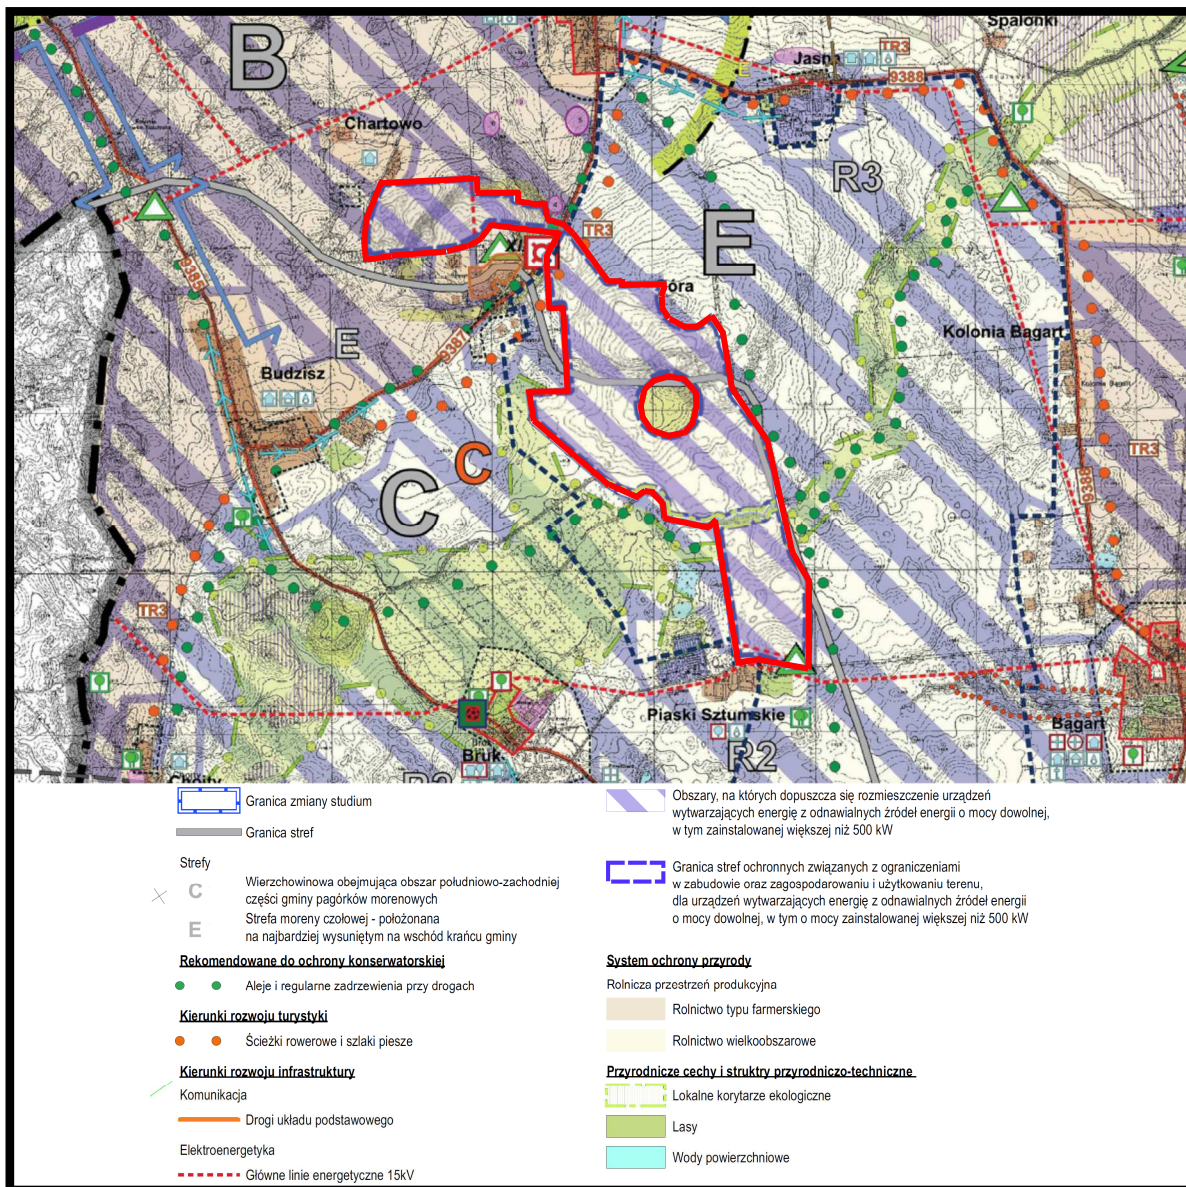 Spalonki
B
TR3
Jasna
E
9388
Chartowo
R3
E
TR3
XI
óra
9385
9387
Kolonia Bagart
E
Budzisz
Kolonia Bagart
C
C
TR3
9388
TR3
Piaski Sztumskie
Bągart
R2
Bruk
Granica zmiany studium
Granica stref
Strefy
C
Wierzchowinowa obejmująca obszar południowo-zachodniej
części gminy pagórków morenowych
E
Strefa moreny czołowej - położonana
na najbardziej wysuniętym na wschód krańcu gminy
Rekomendowane do ochrony konserwatorskiej
Aleje i regularne zadrzewienia przy drogach
Kierunki rozwoju turystyki
Ścieżki rowerowe i szlaki piesze
Kierunki rozwoju infrastruktury
Komunikacja
Drogi układu podstawowego
Elektroenergetyka
Główne linie energetyczne 15kV
Obszary, na których dopuszcza się rozmieszczenie urządzeń
wytwarzających energię z odnawialnych źródeł energii o mocy dowolnej,
w tym zainstalowanej większej niż 500 kW
Granica stref ochronnych związanych z ograniczeniami
w zabudowie oraz zagospodarowaniu i użytkowaniu terenu,
dla urządzeń wytwarzających energię z odnawialnych źródeł energii
o mocy dowolnej, w tym o mocy zainstalowanej większej niż 500 kW
System ochrony przyrody
Rolnicza przestrzeń produkcyjna
Rolnictwo typu farmerskiego
Rolnictwo wielkoobszarowe
Przyrodnicze cechy i struktry przyrodniczo-techniczne
Lokalne korytarze ekologiczne
Lasy
Wody powierzchniowe